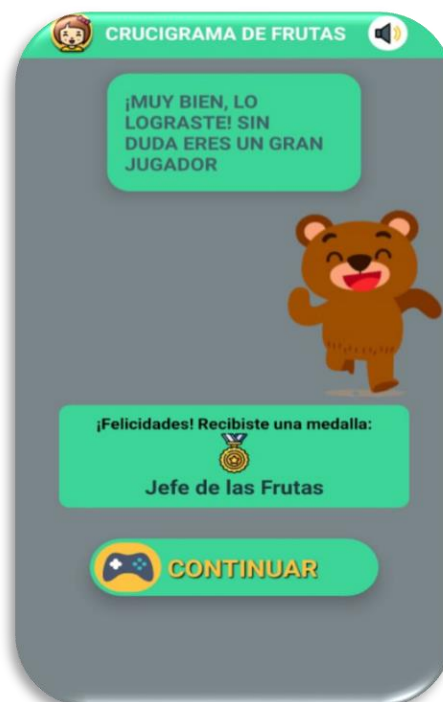 CRUCIGRAMA DE FRUTAS
¡MUY BIEN, LO
LOGRASTE! SIN
DUDA ERES UN GRAN
JUGADOR
¡Felicidades! Recibiste una medalla:
Jefe de las Frutas
CONTINUAR